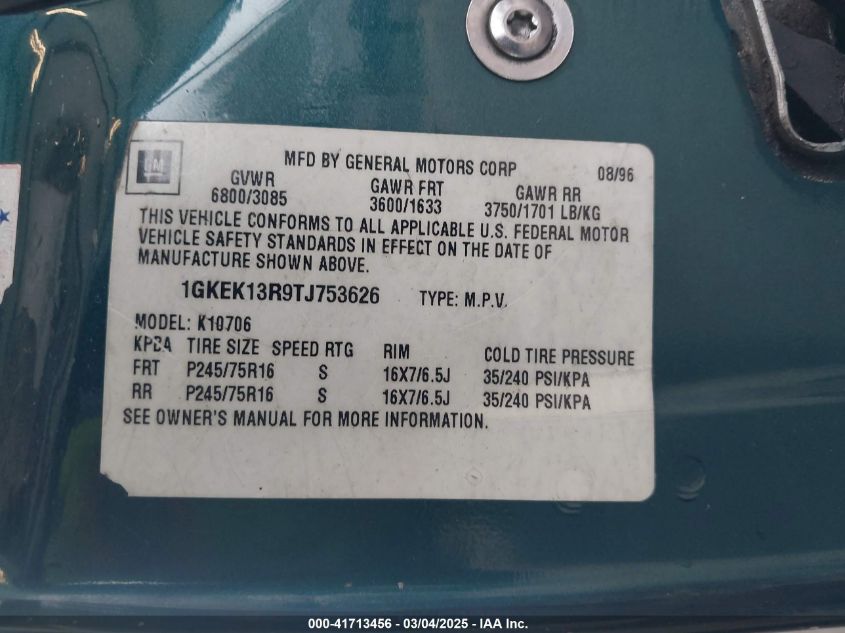 GM
MFD BY GENERAL MOTORS CORP 08/96
GVWR GAWR FRT GAWR RR
6800/3085 3600/1633 3750/1701 LB/KG
THIS VEHICLE CONFORMS TO ALL APPLICABLE U.S. FEDERAL MOTOR
VEHICLE SAFETY STANDARDS IN EFFECT ON THE DATE OF
MANUFACTURE SHOWN ABOVE.
1GKEK13R9TJ753626 TYPE: M.P.V.
MODEL: K10706
TIRE SIZE SPEED RTG RIM COLD TIRE PRESSURE
FRT P245/75R16 S 16X7/6.5J 35/240 PSI/KPA
RR P245/75R16 S 16X7/6.5J 35/240 PSI/KPA
SEE OWNER'S MANUAL FOR MORE INFORMATION.
000-41713456 - 03/04/2025 - IAA Inc.